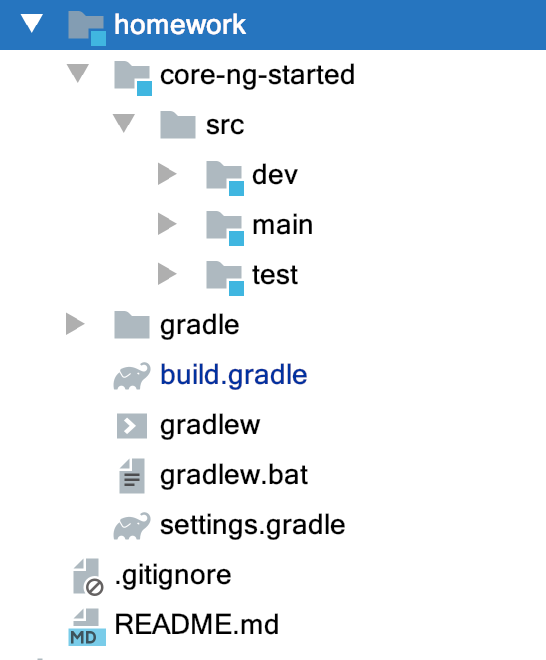 homework
core-ng-started
src
dev
main
test
gradle
build.gradle
gradlew
gradlew.bat
settings.gradle
.gitignore
MD README.md